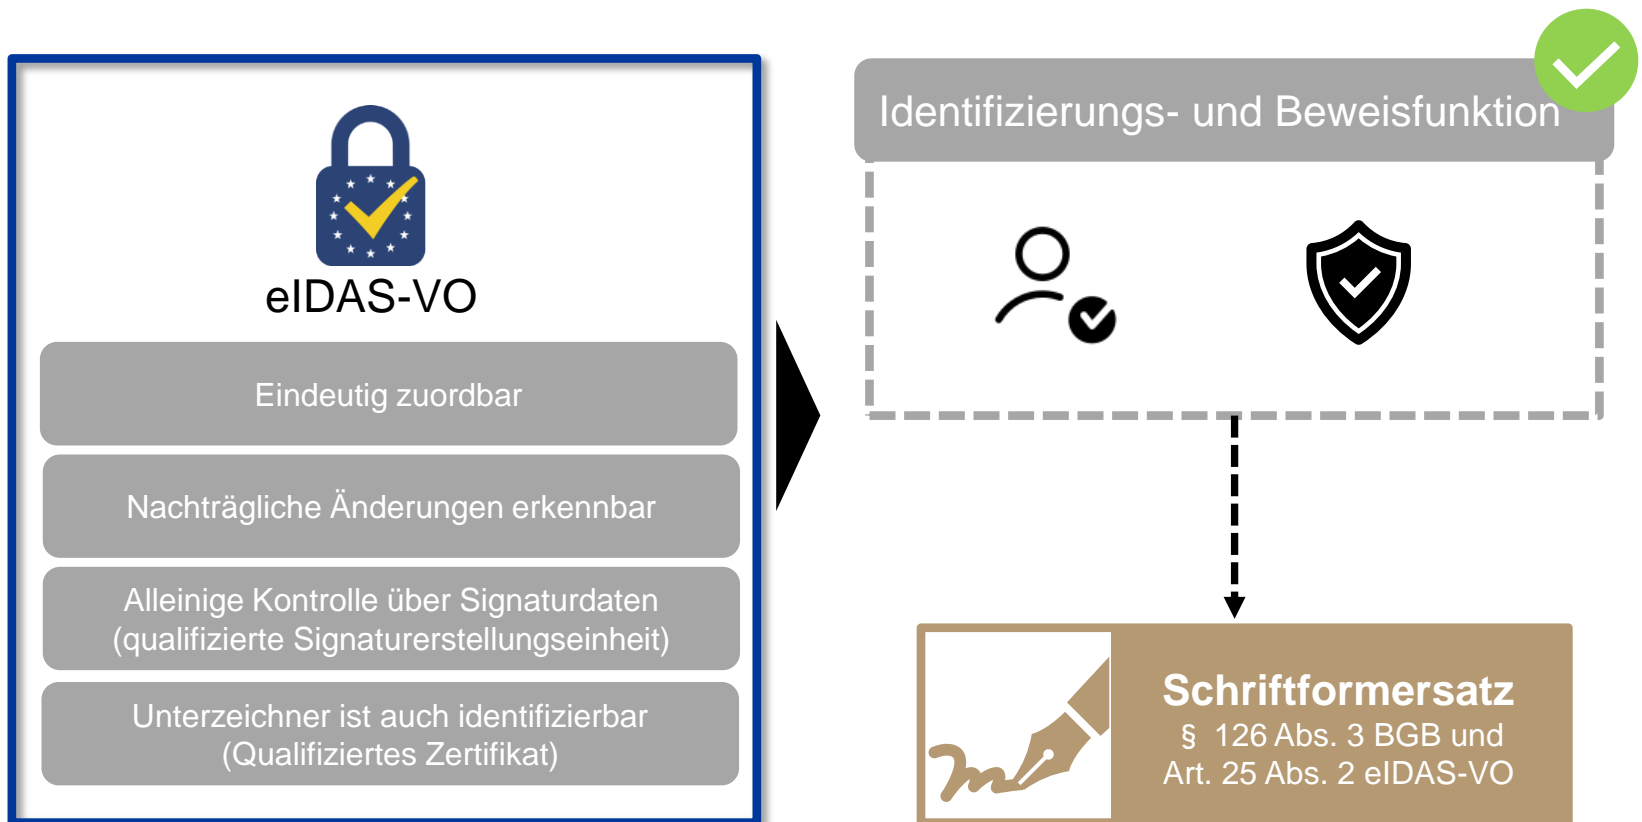 eIDAS-VO
Eindeutig zuordbar
Nachträgliche Änderungen erkennbar
Alleinige Kontrolle über Signaturdaten
(qualifizierte Signaturerstellungseinheit)
Unterzeichner ist auch identifizierbar
(Qualifiziertes Zertifikat)
Identifizierungs- und Beweisfunktion
Schriftformersatz
§ 126 Abs. 3 BGB und
Art. 25 Abs. 2 eIDAS-VO